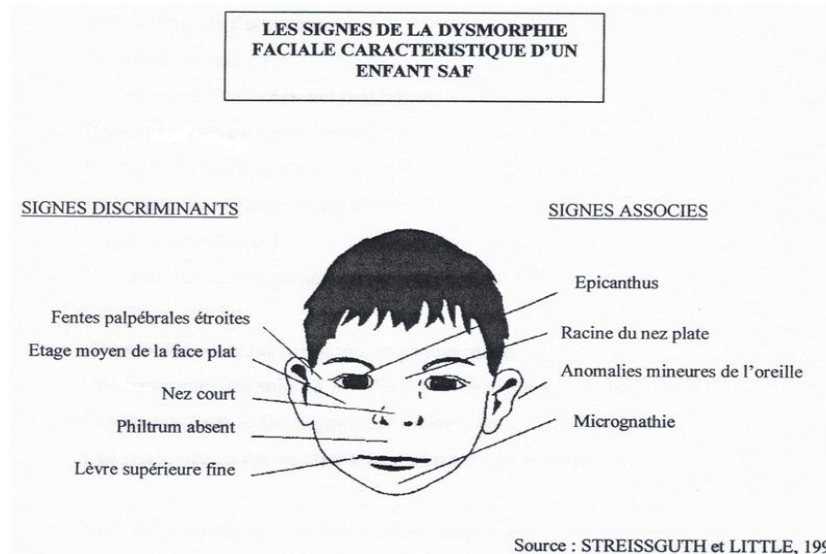 LES SIGNES DE LA DYSMORPHIE
FACIALE CARACTERISTIQUE D’UN
ENFANT SAF
SIGNES DISCRIMINANTS
Fentes palpébrales étroites
Etage moyen de la face plat
Nez court
Philtrum absent
Lèvre supérieure fine
SIGNES ASSOCIES
Epicanthus
Racine du nez plate
Anomalies mineures de l’oreille
Micrognathie
Source : STREISSGUTH et LITTLE, 199